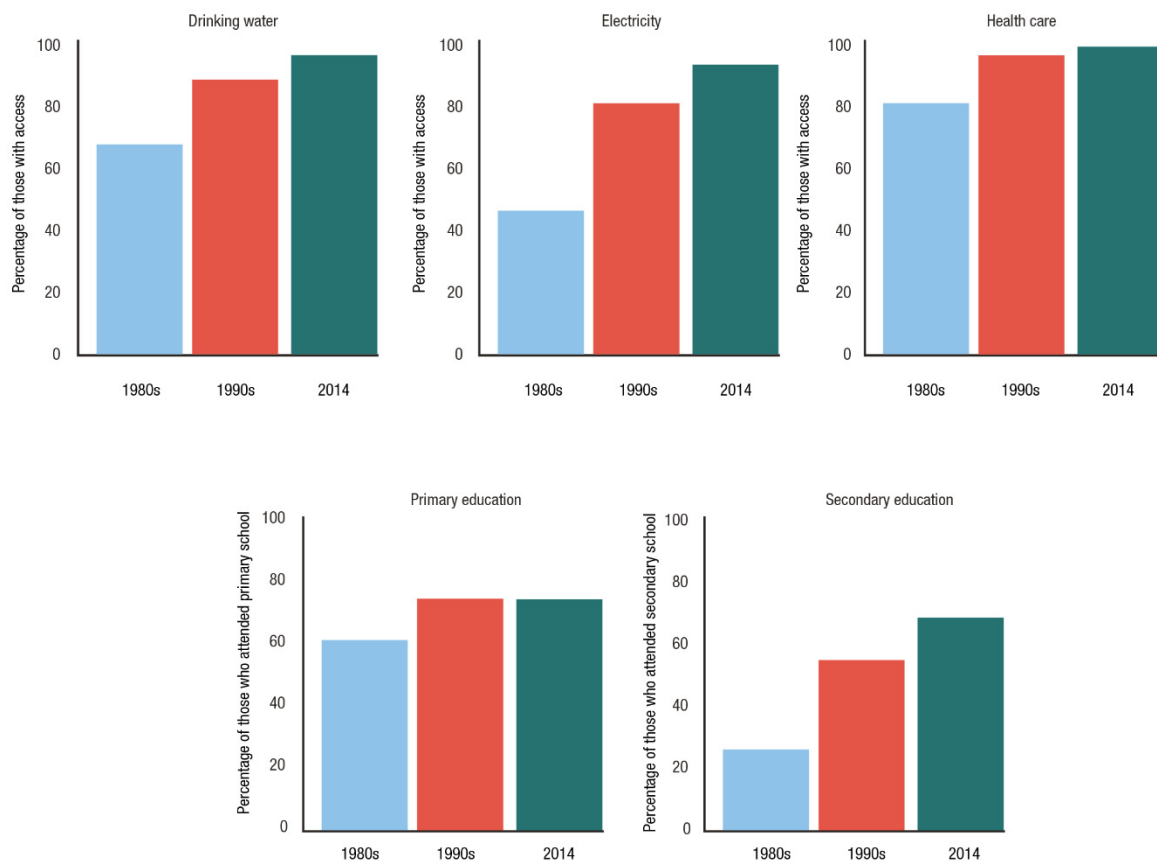 Drinking water
Percentage of those with access
100
80
60
40
20
0
1980s
1990s
2014
Electricity
Percentage of those with access
100
80
60
40
20
0
1980s
1990s
2014
Health care
Percentage of those with access
100
80
60
40
20
0
1980s
1990s
2014
Primary education
Percentage of those who attended primary school
100
80
60
40
20
0
1980s
1990s
2014
Secondary education
Percentage of those who attended secondary school
100
80
60
40
20
0
1980s
1990s
2014